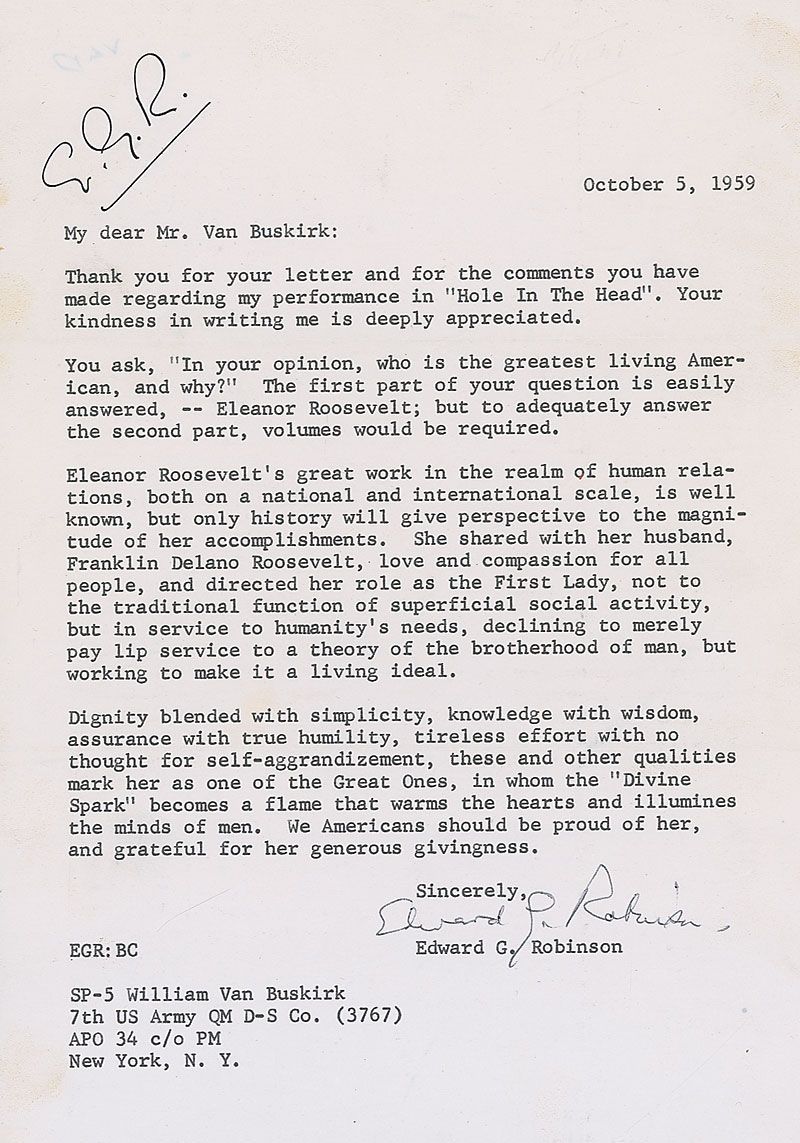 E.G.R.
October 5, 1959
My dear Mr. Van Buskirk:
Thank you for your letter and for the comments you have
made regarding my performance in "Hole In The Head". Your
kindness in writing me is deeply appreciated.
You ask, "In your opinion, who is the greatest living Amer-
ican, and why?" The first part of your question is easily
answered, -- Eleanor Roosevelt; but to adequately answer
the second part, volumes would be required.
Eleanor Roosevelt's great work in the realm of human rela-
tions, both on a national and international scale, is well
known, but only history will give perspective to the magni-
tude of her accomplishments. She shared with her husband,
Franklin Delano Roosevelt, love and compassion for all
people, and directed her role as the First Lady, not to
the traditional function of superficial social activity,
but in service to humanity's needs, declining to merely
pay lip service to a theory of the brotherhood of man, but
working to make it a living ideal.
Dignity blended with simplicity, knowledge with wisdom,
assurance with true humility, tireless effort with no
thought for self-aggrandizement, these and other qualities
mark her as one of the Great Ones, in whom the "Divine
Spark" becomes a flame that warms the hearts and illumines
the minds of men. We Americans should be proud of her,
and grateful for her generous givingness.
Sincerely,
Edward G. Robinson
EGR:BC
Edward G. Robinson
SP-5 William Van Buskirk
7th US Army QM D-S Co. (3767)
APO 34 c/o PM
New York, N. Y.